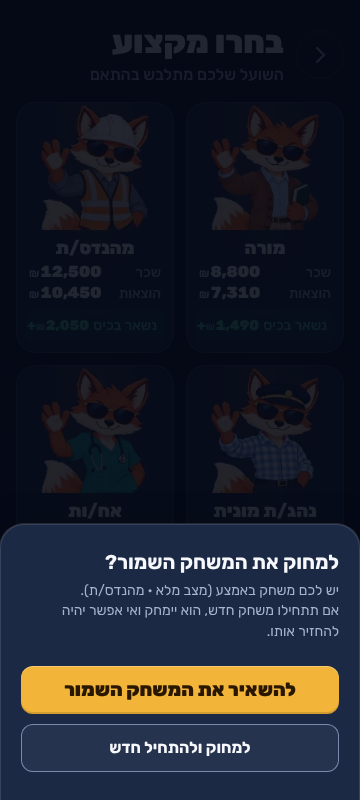 בחרו מקצוע
השועל שלכם מתלבש בהתאם
מורה
שכר 8,800₪
הוצאות 7,310₪
נשאר בכיס 1,490₪+
מהנדס/ת
שכר 12,500₪
הוצאות 10,450₪
נשאר בכיס 2,050₪+
נהג/ת מונית
אח/ות
למחוק את המשחק השמור?
יש לכם משחק באמצע (מצב מלא · מהנדס/ת).
אם תתחילו משחק חדש, הוא יימחק ואי אפשר יהיה
להחזיר אותו.
להשאיר את המשחק השמור
למחוק ולהתחיל חדש